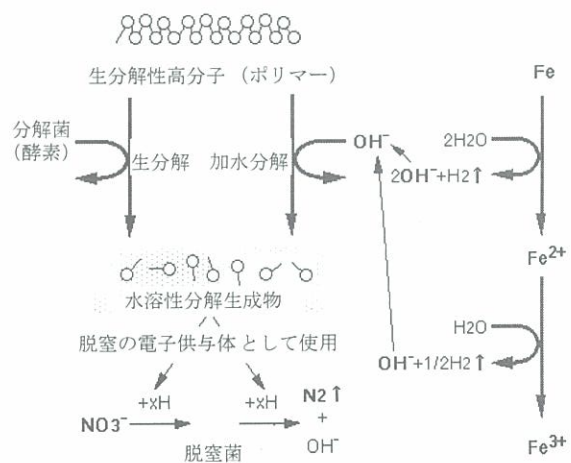 生分解性高分子 （ポリマー）
Fe
分解菌
(酵素)
生分解
加水分解
OH⁻
2H2O
2OH⁻+H2↑
Fe²⁺
水溶性分解生成物
脱窒の電子供与体 として使用
H2O
OH⁻+1/2H2↑
+xH
+xH
N2↑
NO3⁻
+
脱窒菌
OH⁻
Fe³⁺